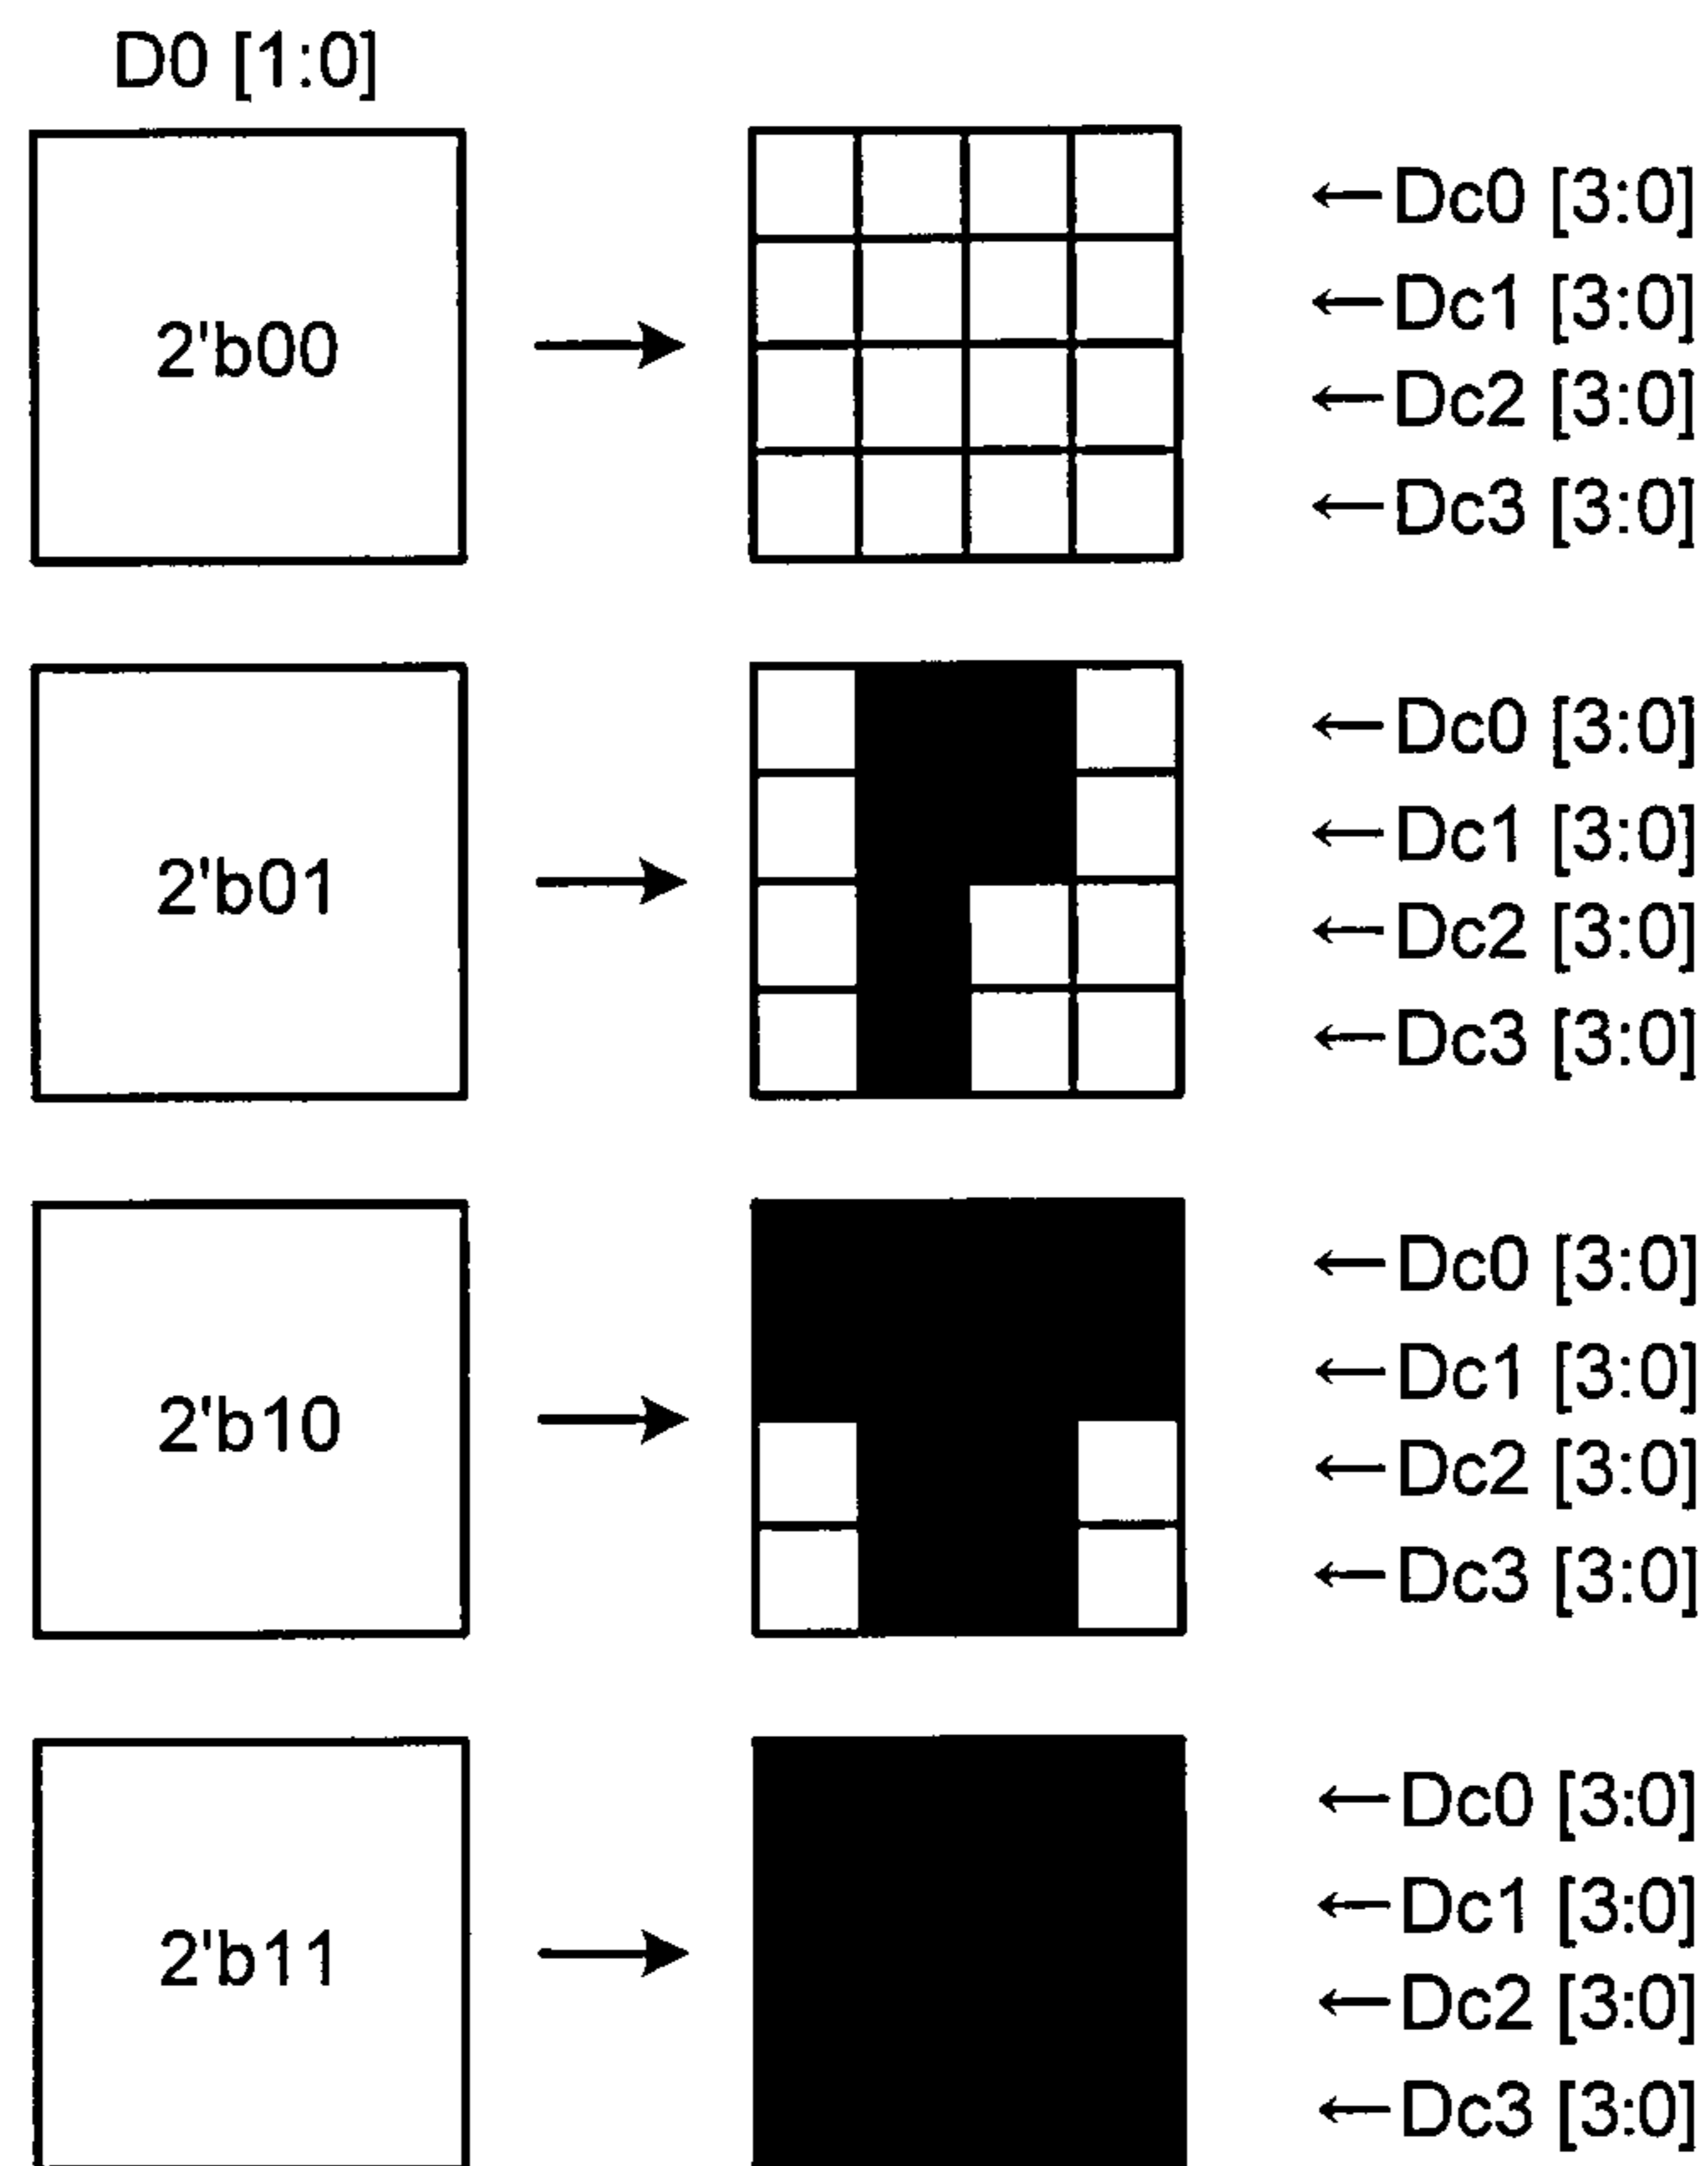 D0 [1:0]
2'b00
←Dc0 [3:0]
←Dc1 [3:0]
←Dc2 [3:0]
←Dc3 [3:0]
2'b01
←Dc0 [3:0]
←Dc1 [3:0]
←Dc2 [3:0]
←Dc3 [3:0]
2'b10
←Dc0 [3:0]
←Dc1 [3:0]
←Dc2 [3:0]
←Dc3 [3:0]
2'b11
←Dc0 [3:0]
←Dc1 [3:0]
←Dc2 [3:0]
←Dc3 [3:0]